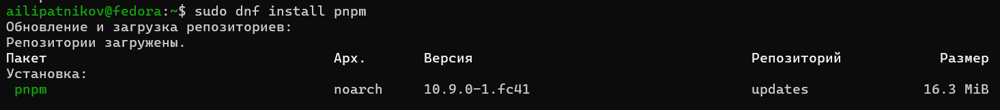 ailipatnikov@fedora:~$ sudo dnf install pnpm
Обновление и загрузка репозиториев:
Репозитории загружены.
Пакет Арх. Версия Репозиторий Размер
Установка:
pnpm noarch 10.9.0-1.fc41 updates 16.3 MiB